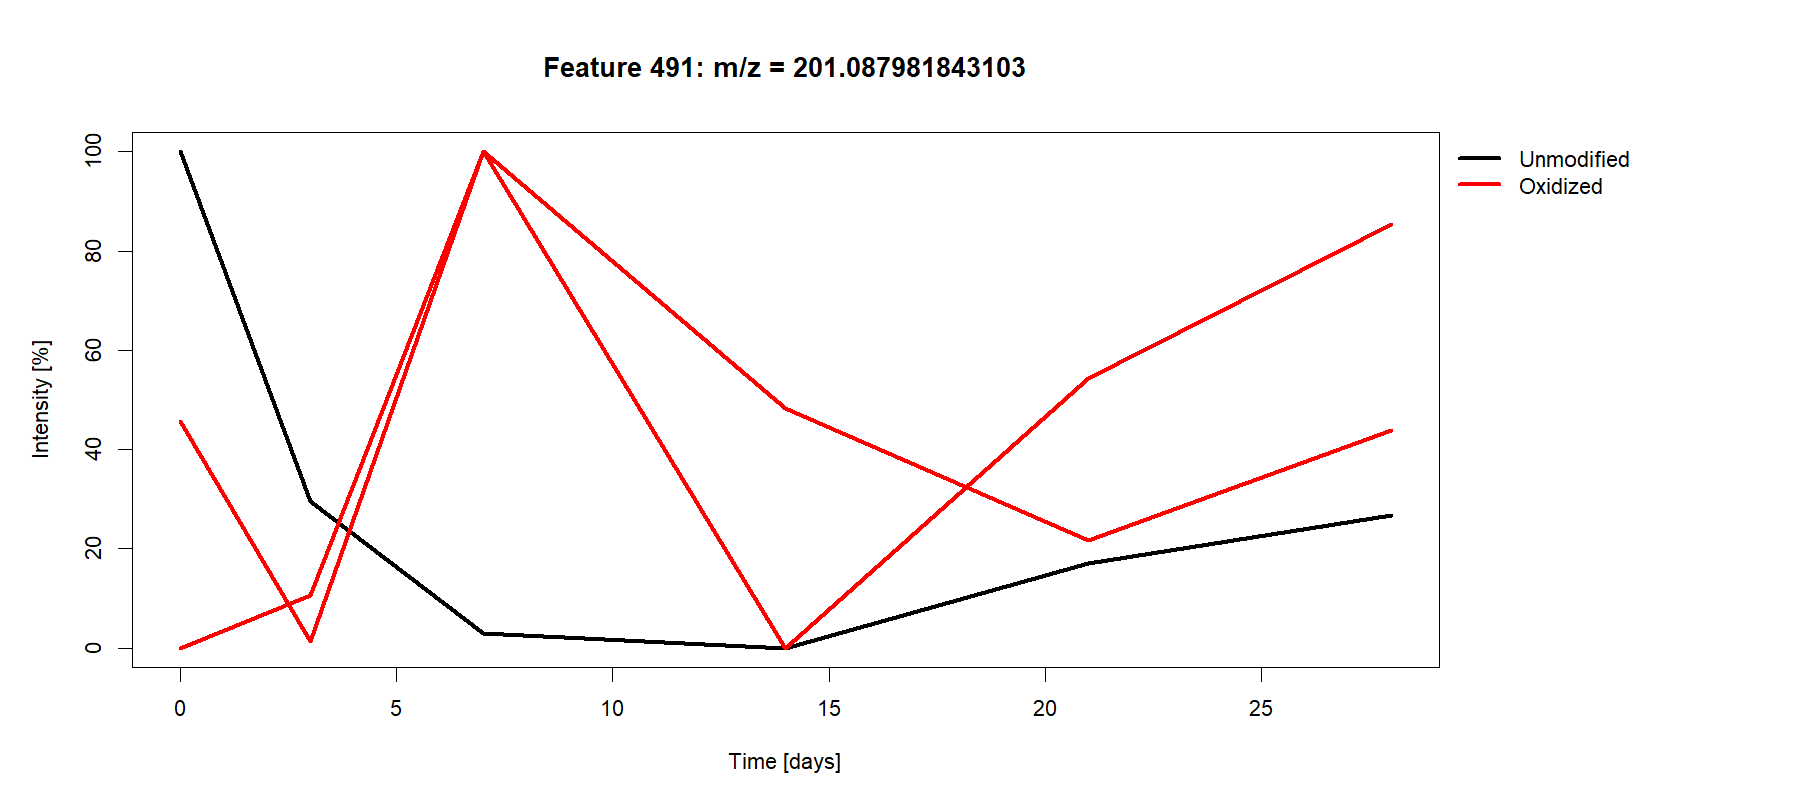 Feature 491: m/z = 201.087981843103
Unmodified
Oxidized
Intensity [%]
100
80
60
40
20
0
0 5 10 15 20 25
Time [days]